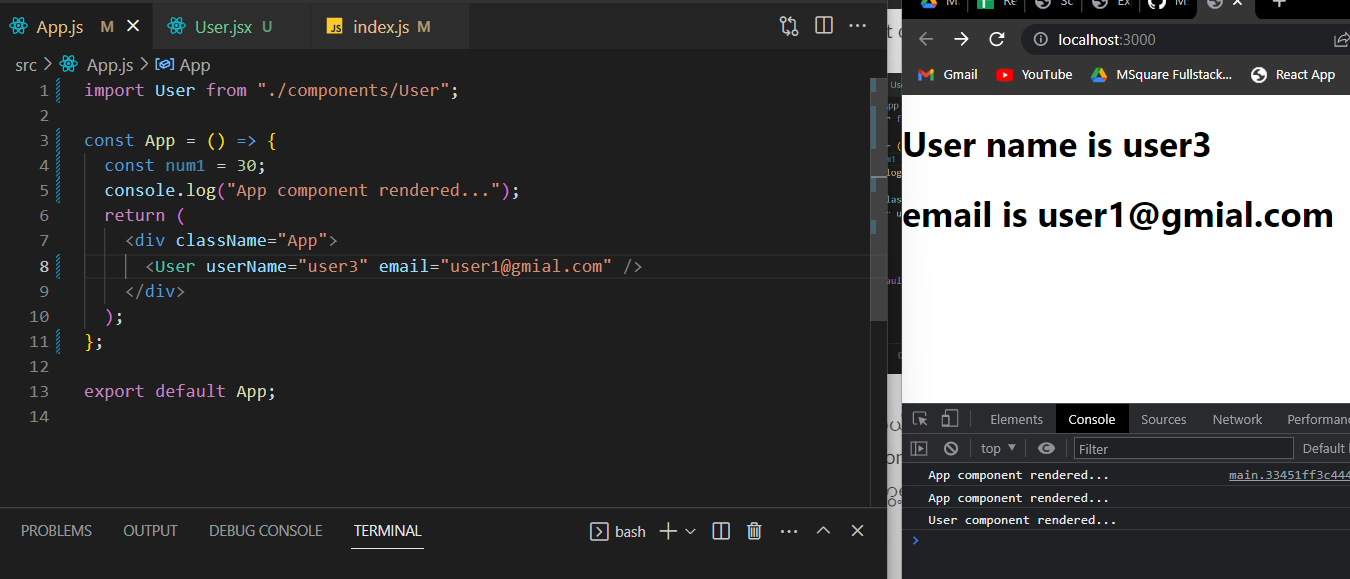 App.js M
User.jsx U
JS index.js M
src > App.js > App
1 import User from "./components/User";
2
3 const App = () => {
4 const num1 = 30;
5 console.log("App component rendered...");
6 return (
7 <div className="App">
8 <User userName="user3" email="user1@gmial.com" />
9 </div>
10 );
11 };
12
13 export default App;
14
PROBLEMS OUTPUT DEBUG CONSOLE TERMINAL
bash
localhost:3000
Gmail YouTube MSquare Fullstack... React App
User name is user3
email is user1@gmial.com
Elements Console Sources Network Performan
top Filter Default
App component rendered... main.33451ff3c444
App component rendered...
User component rendered...